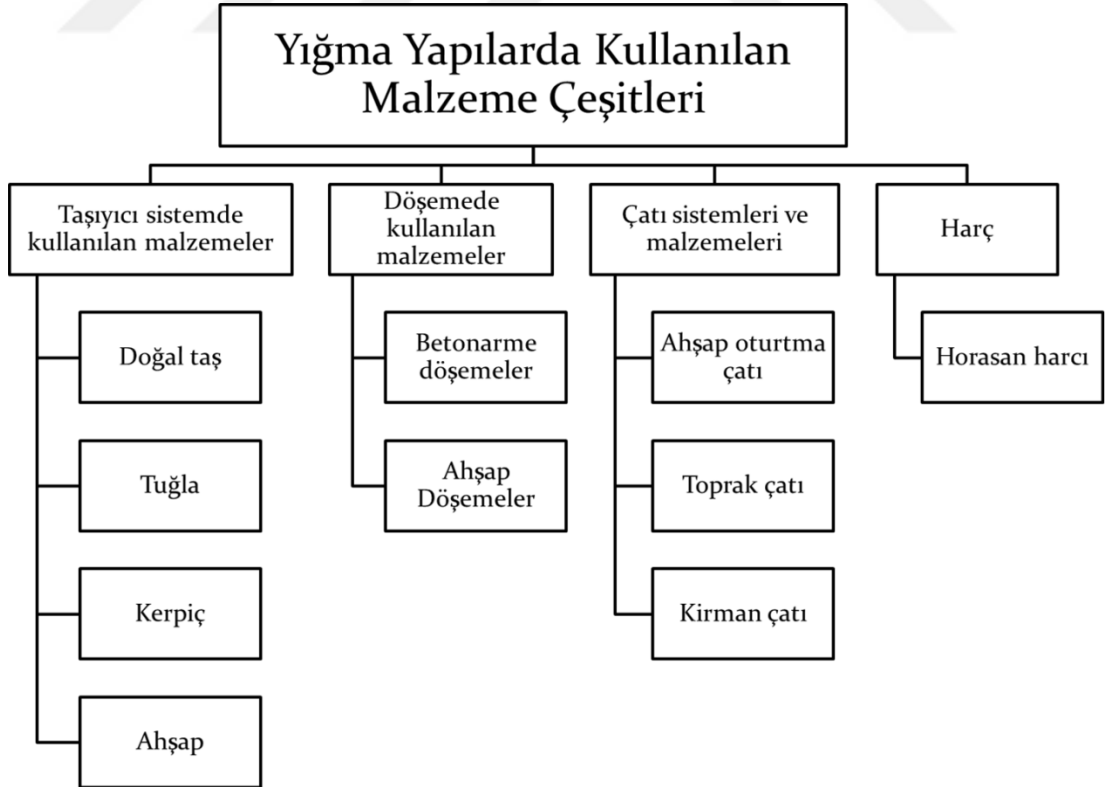 Yığma Yapılarda Kullanılan
Malzeme Çeşitleri
Taşıyıcı sistemde
kullanılan malzemeler
Doğal taş
Tuğla
Kerpiç
Ahşap
Döşemede
kullanılan
malzemeler
Betonarme
döşemeler
Ahşap
Döşemeler
Çatı sistemleri ve
malzemeleri
Ahşap oturtma
çatı
Toprak çatı
Kirman çatı
Harç
Horasan harcı